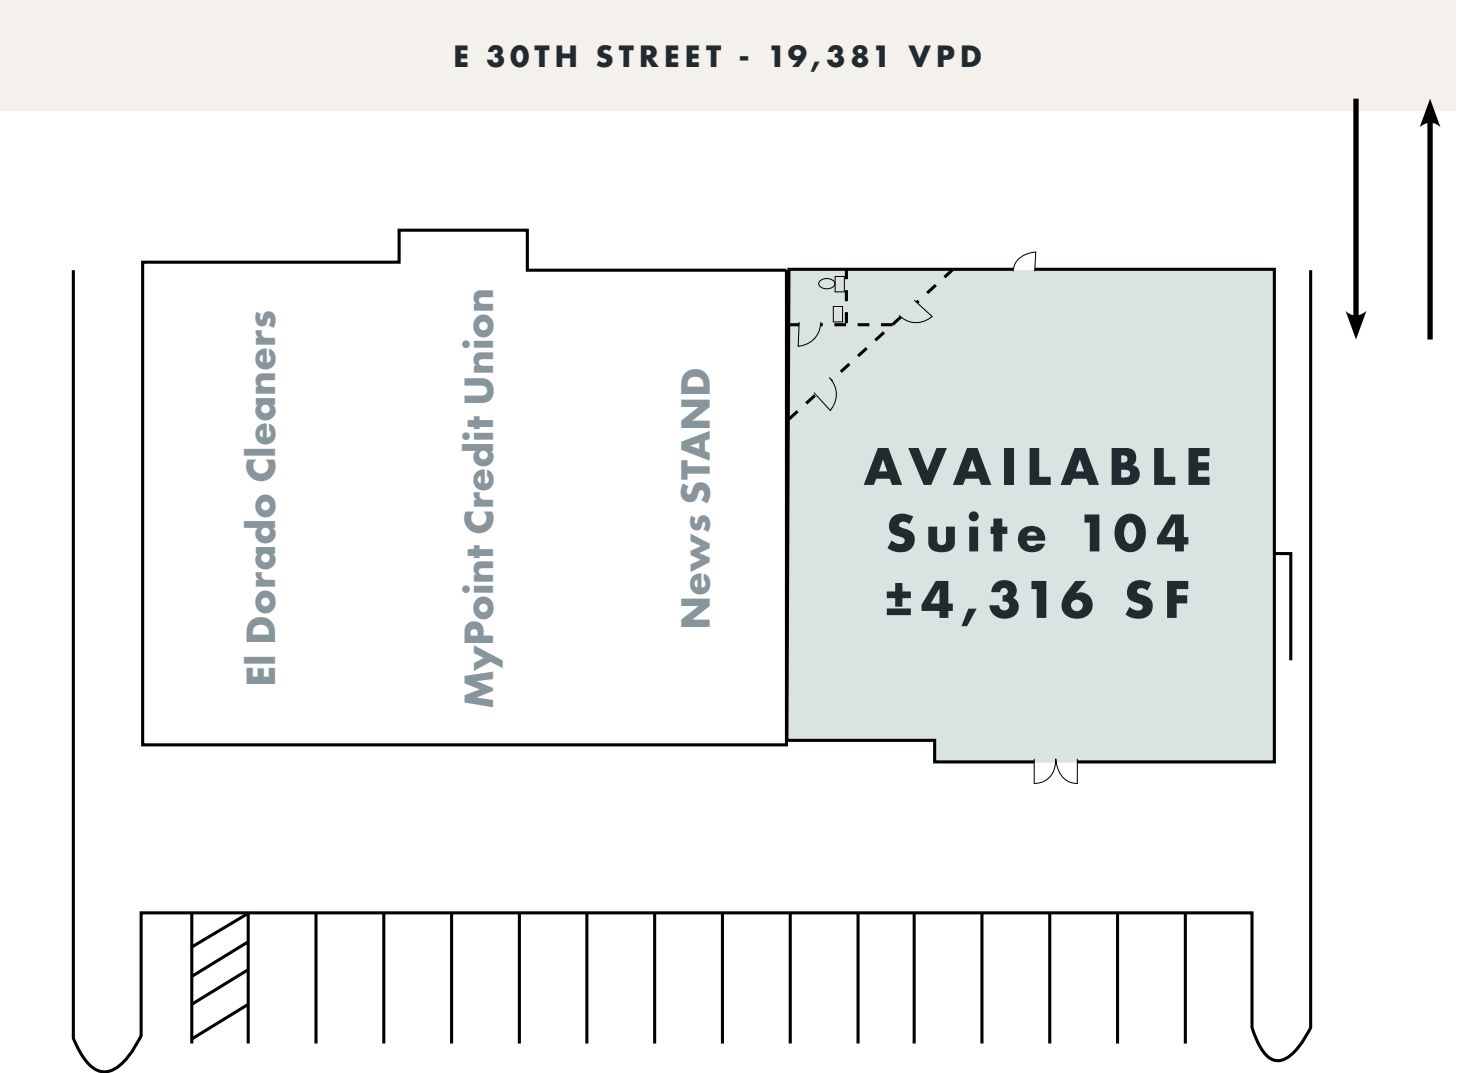 E 30TH STREET - 19,381 VPD
El Dorado Cleaners
MyPoint Credit Union
News STAND
AVAILABLE
Suite 104
±4,316 SF